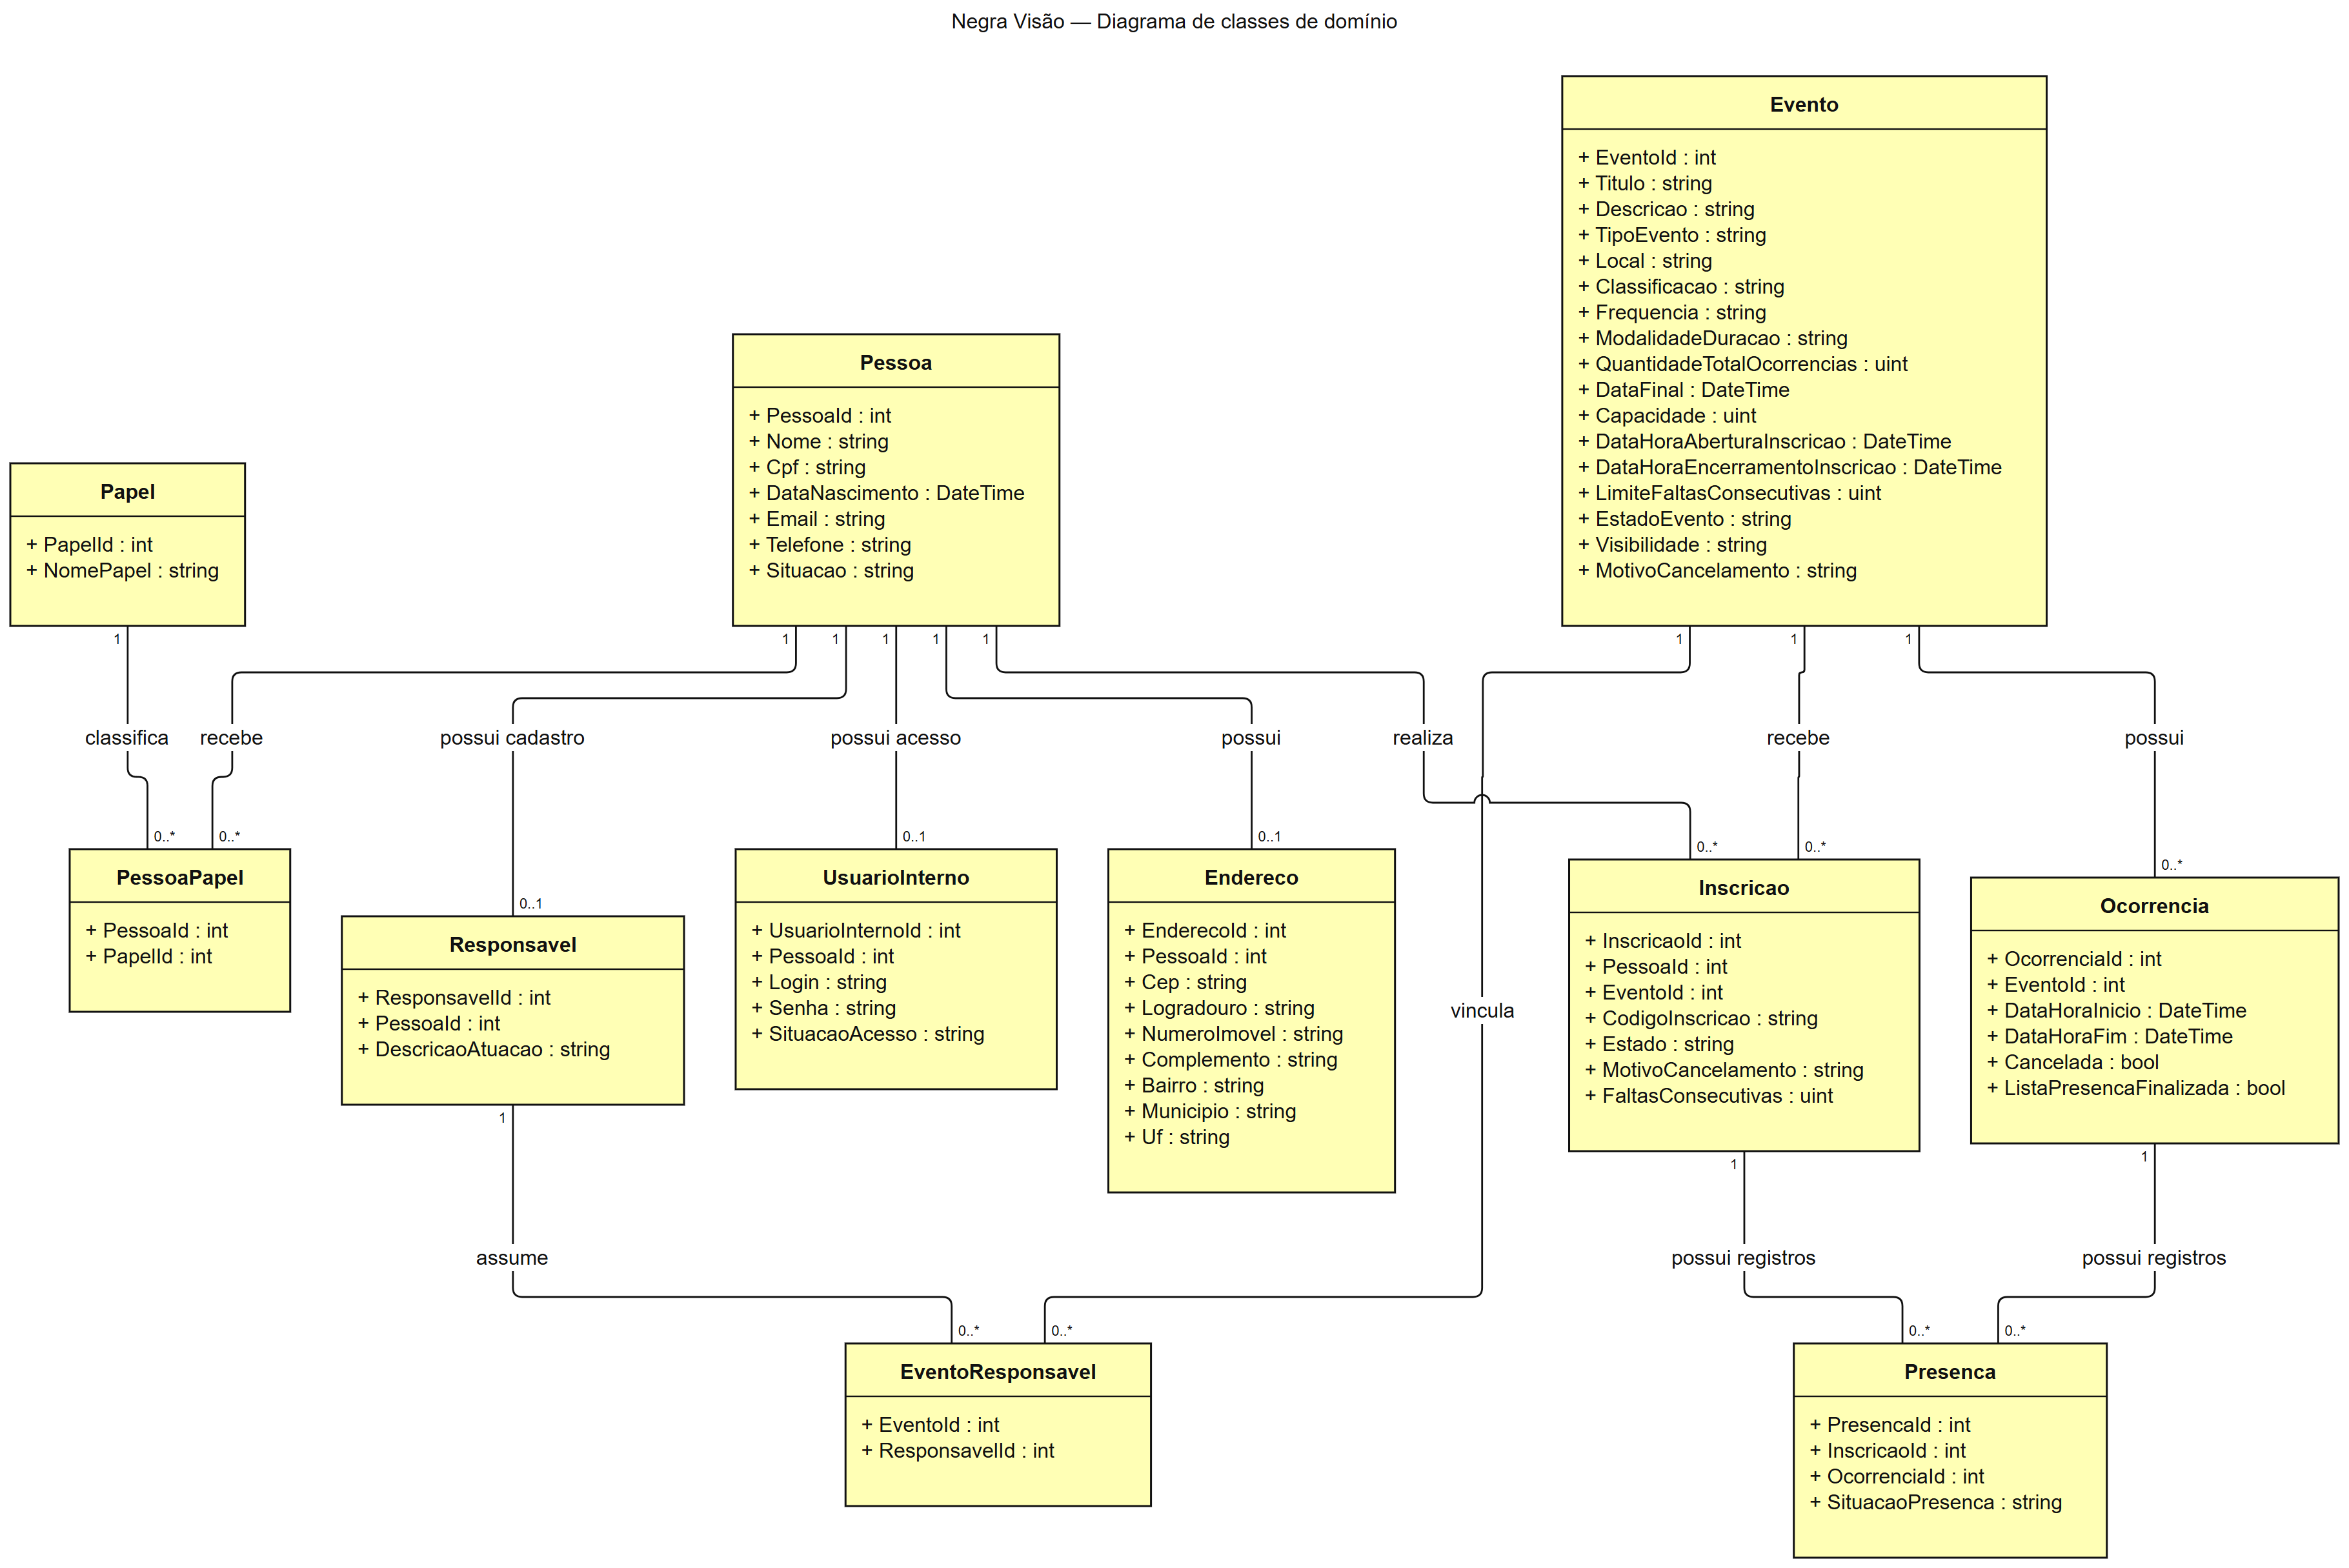 Negra Visão — Diagrama de classes de domínio
Evento
+ EventoId : int
+ Titulo : string
+ Descricao : string
+ TipoEvento : string
+ Local : string
+ Classificacao : string
+ Frequencia : string
+ ModalidadeDuracao : string
+ QuantidadeTotalOcorrencias : uint
+ DataFinal : DateTime
+ Capacidade : uint
+ DataHoraAberturaInscricao : DateTime
+ DataHoraEncerramentoInscricao : DateTime
+ LimiteFaltasConsecutivas : uint
+ EstadoEvento : string
+ Visibilidade : string
+ MotivoCancelamento : string
Pessoa
+ PessoaId : int
+ Nome : string
+ Cpf : string
+ DataNascimento : DateTime
+ Email : string
+ Telefone : string
+ Situacao : string
Papel
+ PapelId : int
+ NomePapel : string
1
1
1
1
1
1
1
1
1
classifica
recebe
possui cadastro
possui acesso
possui
realiza
recebe
possui
0..*
0..*
0..1
0..1
0..1
0..*
0..*
0..*
PessoaPapel
+ PessoaId : int
+ PapelId : int
Responsavel
+ ResponsavelId : int
+ PessoaId : int
+ DescricaoAtuacao : string
UsuarioInterno
+ UsuarioInternoId : int
+ PessoaId : int
+ Login : string
+ Senha : string
+ SituacaoAcesso : string
Endereco
+ EnderecoId : int
+ PessoaId : int
+ Cep : string
+ Logradouro : string
+ NumeroImovel : string
+ Complemento : string
+ Bairro : string
+ Municipio : string
+ Uf : string
vincula
Inscricao
+ InscricaoId : int
+ PessoaId : int
+ EventoId : int
+ CodigoInscricao : string
+ Estado : string
+ MotivoCancelamento : string
+ FaltasConsecutivas : uint
Ocorrencia
+ OcorrenciaId : int
+ EventoId : int
+ DataHoraInicio : DateTime
+ DataHoraFim : DateTime
+ Cancelada : bool
+ ListaPresencaFinalizada : bool
1
1
1
assume
possui registros
possui registros
0..*
0..*
0..*
0..*
EventoResponsavel
+ EventoId : int
+ ResponsavelId : int
Presenca
+ PresencaId : int
+ InscricaoId : int
+ OcorrenciaId : int
+ SituacaoPresenca : string